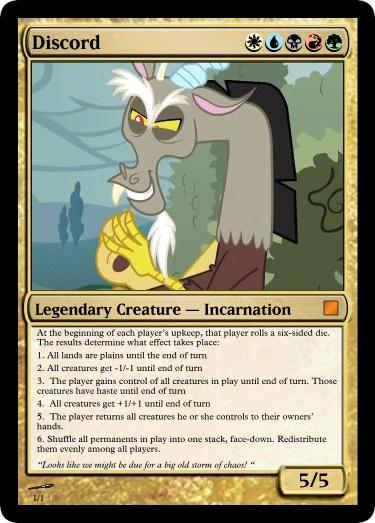 Discord
Legendary Creature — Incarnation
At the beginning of each player's upkeep, that player rolls a six-sided die.
The results determine what effect takes place:
1. All lands are plains until the end of turn
2. All creatures get -1/-1 until end of turn
3. The player gains control of all creatures in play until end of turn. Those
creatures have haste until end of turn
4. All creatures get +1/+1 until end of turn
5. The player returns all creatures he or she controls to their owners'
hands.
6. Shuffle all permanents in play into one stack, face-down. Redistribute
them evenly among all players.
“Looks like we might be due for a big old storm of chaos! “
5/5
1/1